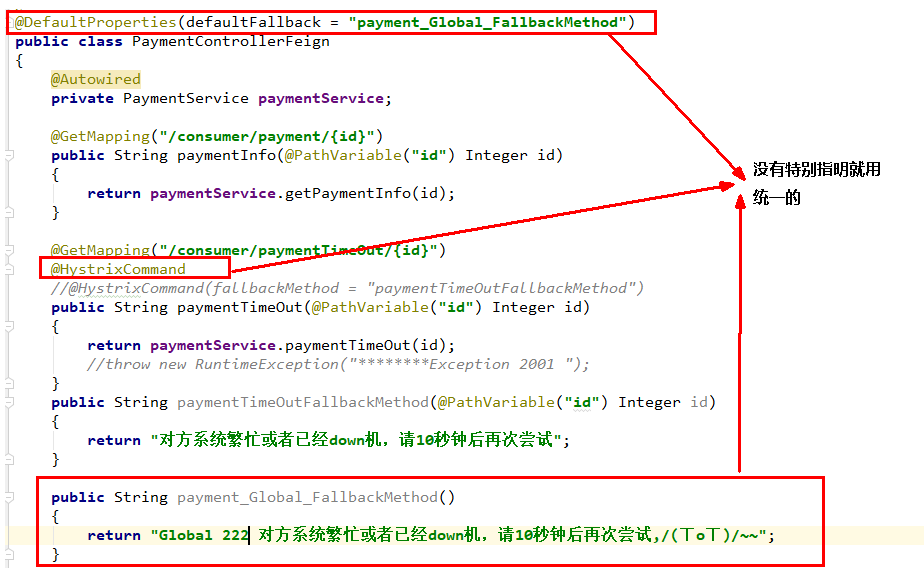 @DefaultProperties(defaultFallback = "payment_Global_FallbackMethod")
public class PaymentControllerFeign
{
@Autowired
private PaymentService paymentService;
@GetMapping("/consumer/payment/{id}")
public String paymentInfo(@PathVariable("id") Integer id)
{
return paymentService.getPaymentInfo(id);
}
没有特别指明就用
统一的
@GetMapping("/consumer/paymentTimeOut/{id}")
@HystrixCommand
//@HystrixCommand(fallbackMethod = "paymentTimeOutFallbackMethod")
public String paymentTimeOut(@PathVariable("id") Integer id)
{
return paymentService.paymentTimeOut(id);
//throw new RuntimeException("********Exception 2001 ");
}
public String paymentTimeOutFallbackMethod(@PathVariable("id") Integer id)
{
return "对方系统繁忙或者已经down机，请10秒钟后再次尝试";
}
public String payment_Global_FallbackMethod()
{
return "Global 222 对方系统繁忙或者已经down机，请10秒钟后再次尝试,/(ㄒoㄒ)/~~";
}